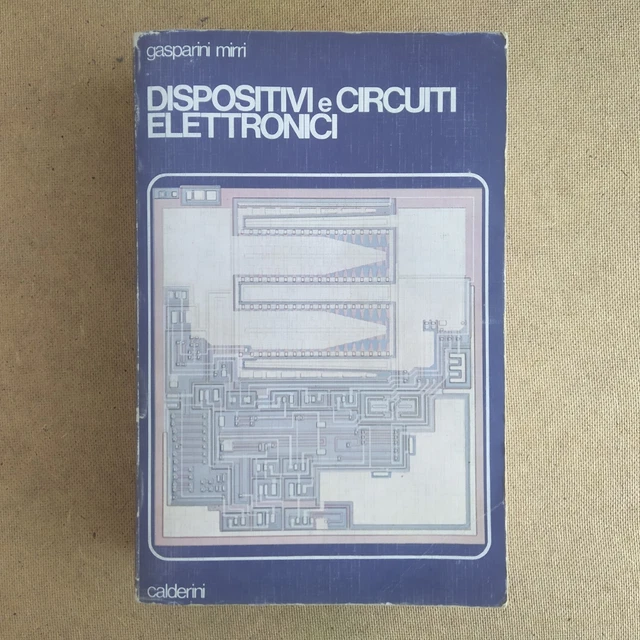 gasparini mirri
DISPOSITIVI e CIRCUITI
ELETTRONICI
calderini